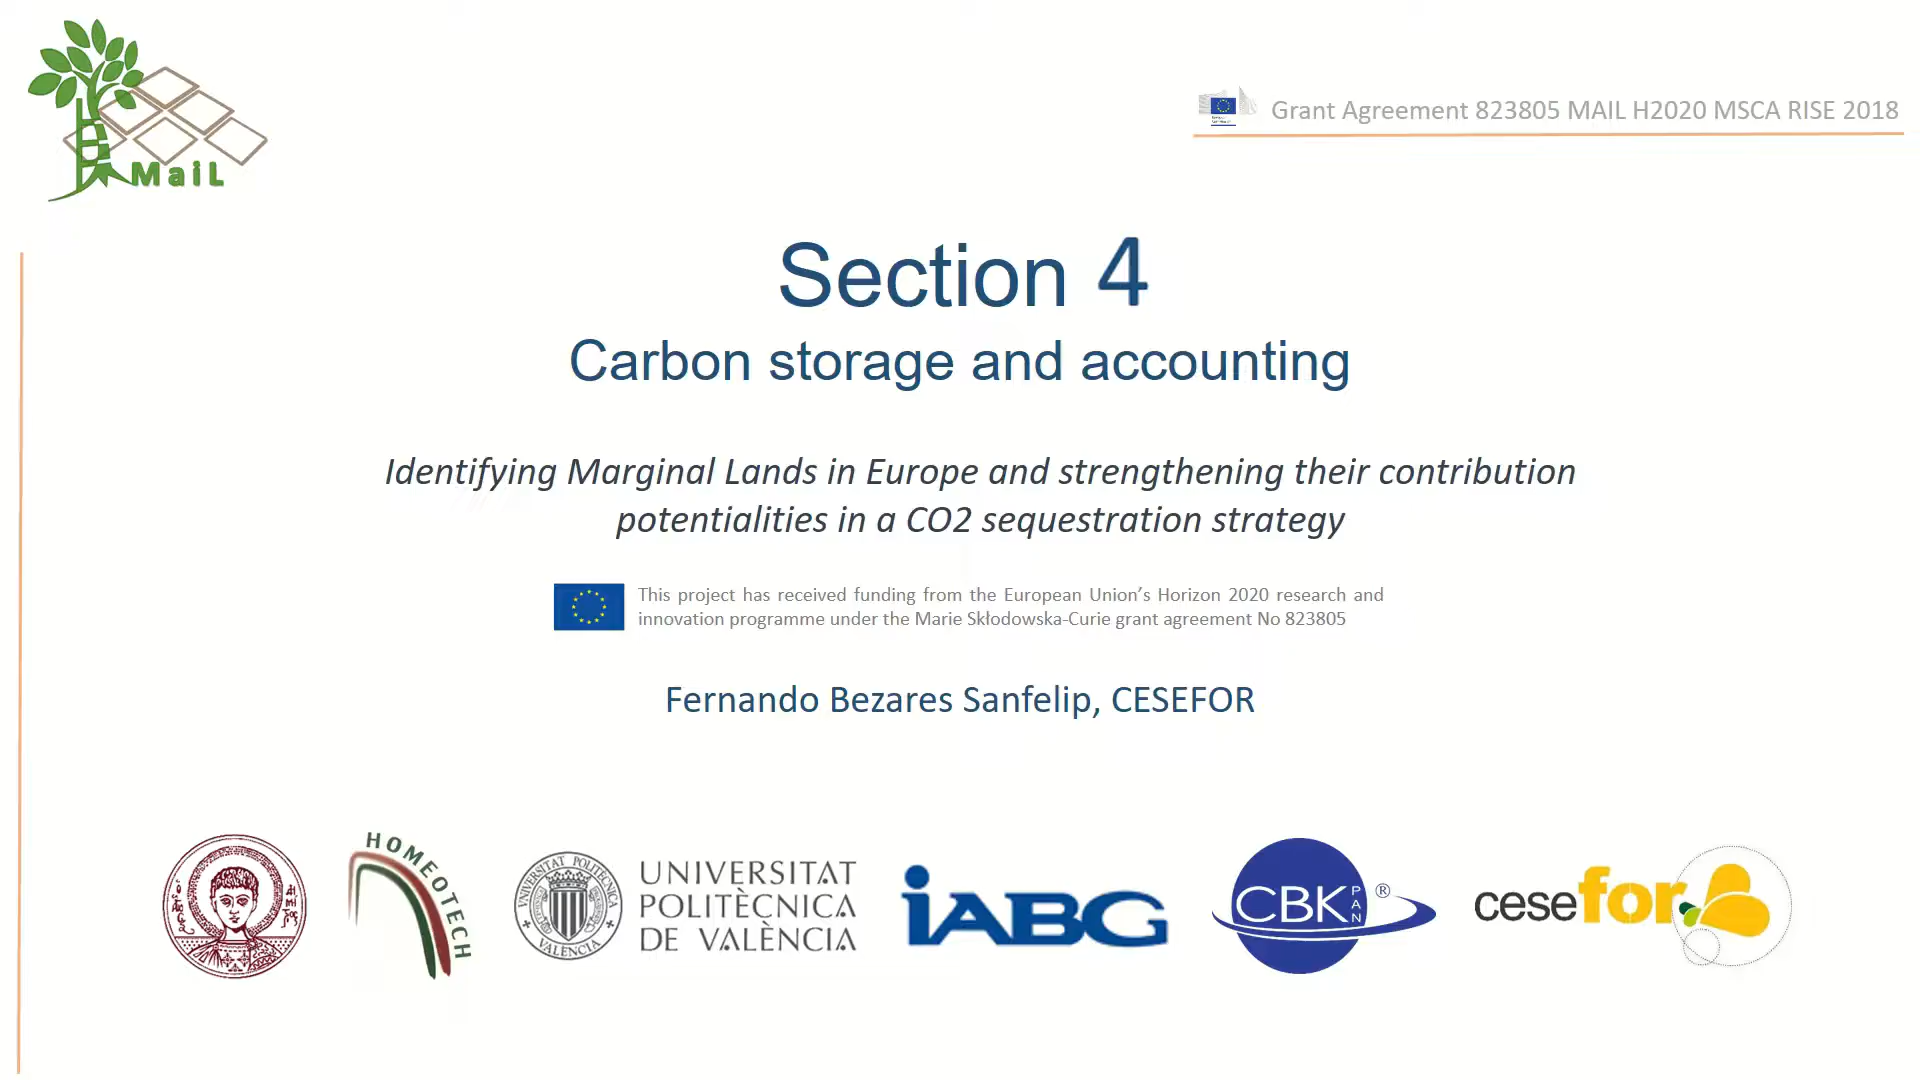 MaiL
Grant Agreement 823805 MAIL H2020 MSCA RISE 2018
Section 4
Carbon storage and accounting
Identifying Marginal Lands in Europe and strengthening their contribution
potentialities in a CO2 sequestration strategy
This project has received funding from the European Union’s Horizon 2020 research and
innovation programme under the Marie Skłodowska-Curie grant agreement No 823805
Fernando Bezares Sanfelip, CESEFOR
HOMEOTECH
UNIVERSITAT POLITECNICA
VALENCIA
UNIVERSITAT
POLITÈCNICA
DE VALÈNCIA
iABG
CBK PAN ®
cesefor